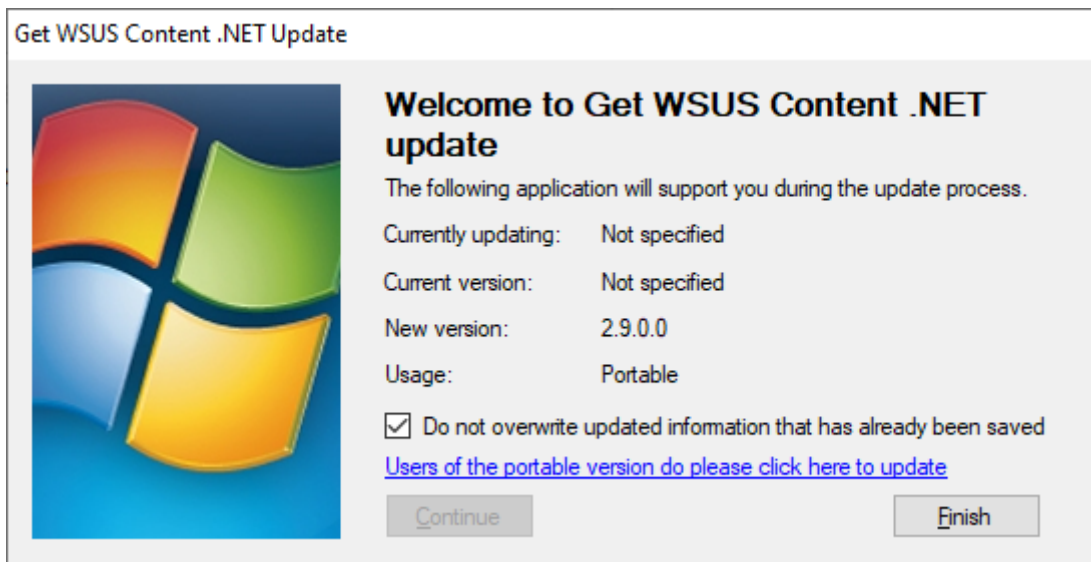 Get WSUS Content .NET Update
Welcome to Get WSUS Content .NET
update
The following application will support you during the update process.
Currently updating: Not specified
Current version: Not specified
New version: 2.9.0.0
Usage: Portable
Do not overwrite updated information that has already been saved
Users of the portable version do please click here to update
Continue Finish